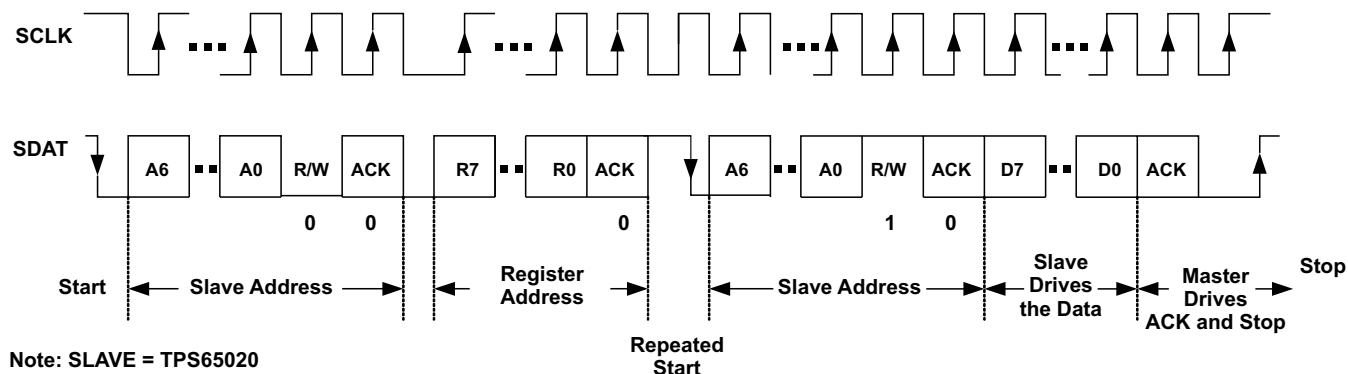 SCLK
SDAT
A6
A0
R/W
ACK
R7
R0
ACK
A6
A0
R/W
ACK
D7
D0
ACK
0
0
0
1
0
Start
Slave Address
Register
Address
Repeated
Start
Slave Address
Slave
Drives
the Data
Master
Drives
ACK and Stop
Stop
Note: SLAVE = TPS65020